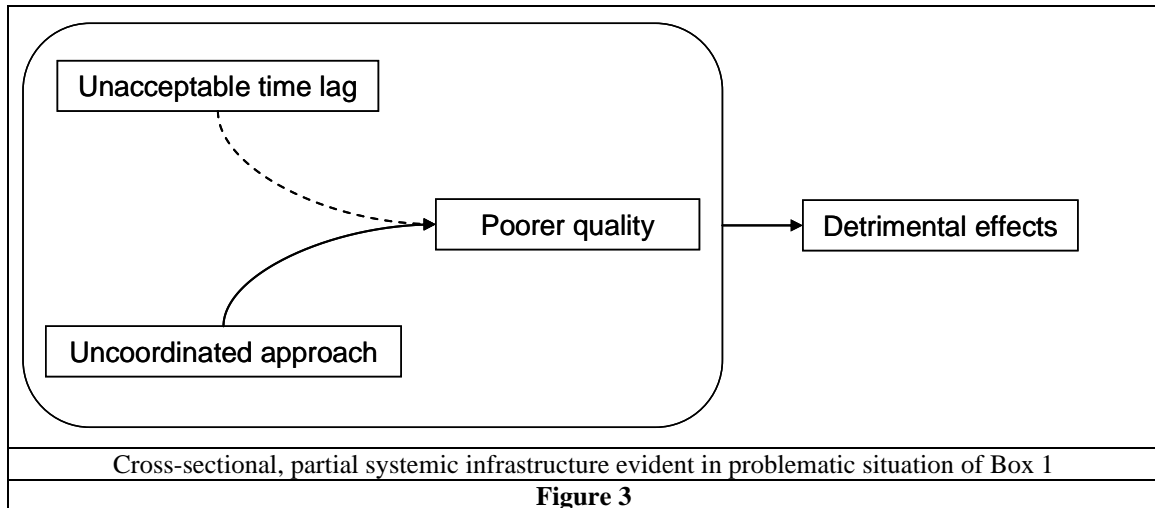 Unacceptable time lag
Poorer quality
Detrimental effects
Uncoordinated approach
Cross-sectional, partial systemic infrastructure evident in problematic situation of Box 1
Figure 3